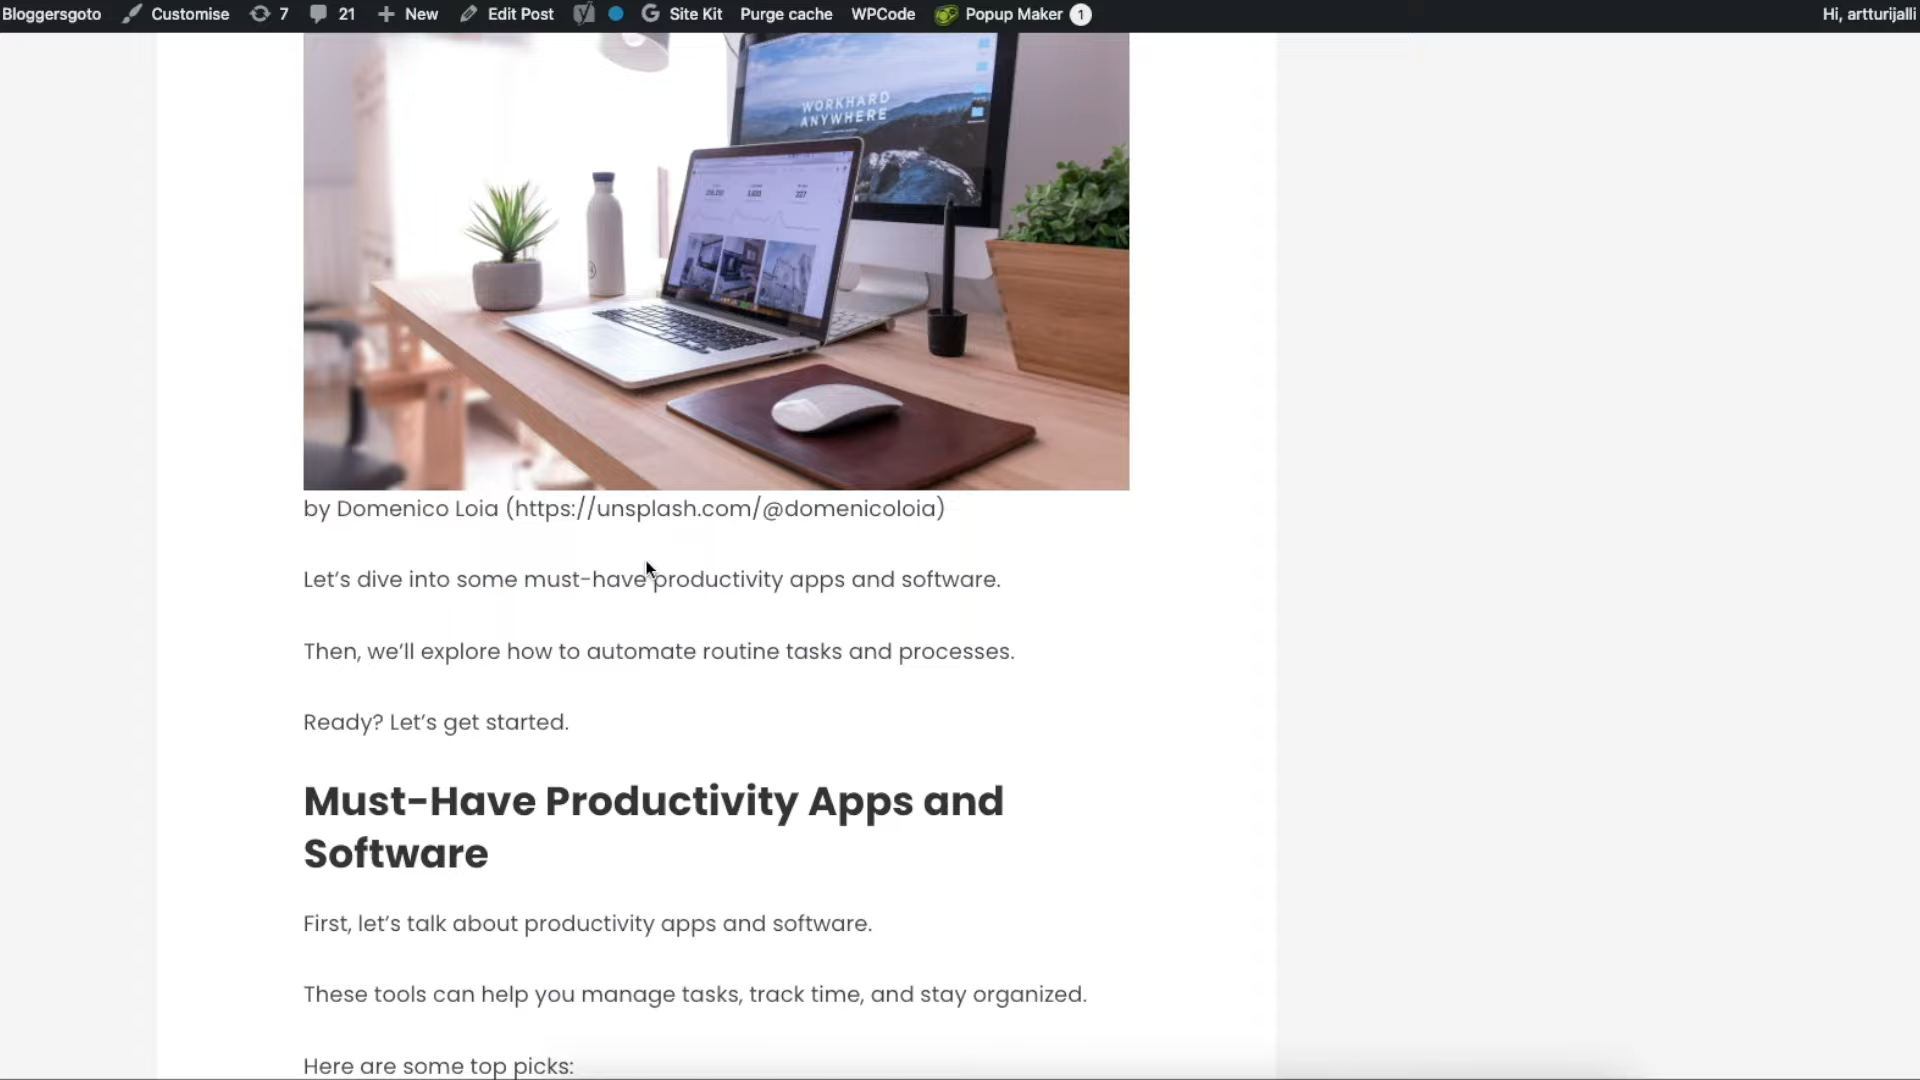 Bloggersgoto Customise 7 21 New Edit Post Site Kit Purge cache WPCode Popup Maker 1 Hi, artturijalli
WORKHARD
ANYWHERE
by Domenico Loia (https://unsplash.com/@domenicoloia)
Let’s dive into some must-have productivity apps and software.
Then, we’ll explore how to automate routine tasks and processes.
Ready? Let’s get started.
Must-Have Productivity Apps and
Software
First, let’s talk about productivity apps and software.
These tools can help you manage tasks, track time, and stay organized.
Here are some top picks: